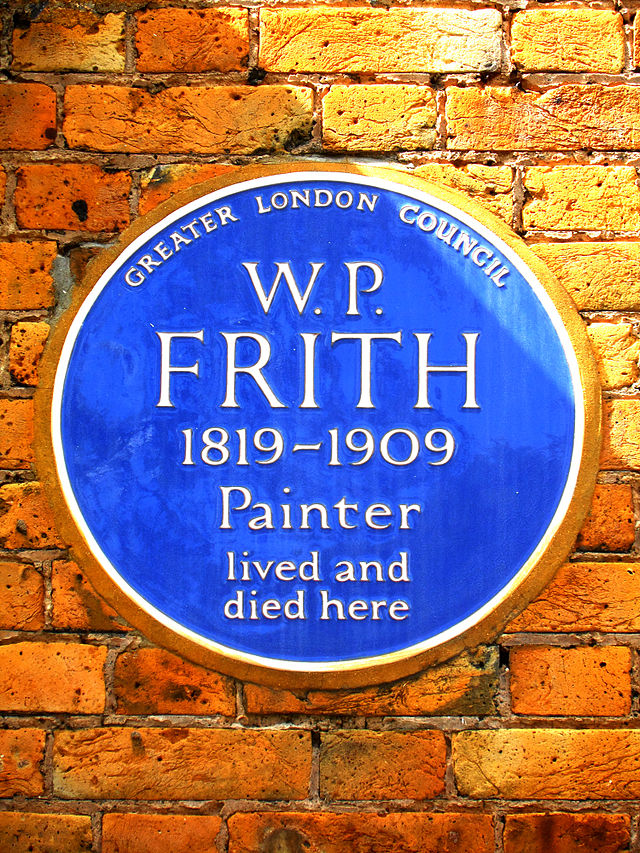 GREATER LONDON COUNCIL
W. P.
FRITH
1819–1909
Painter
lived and
died here